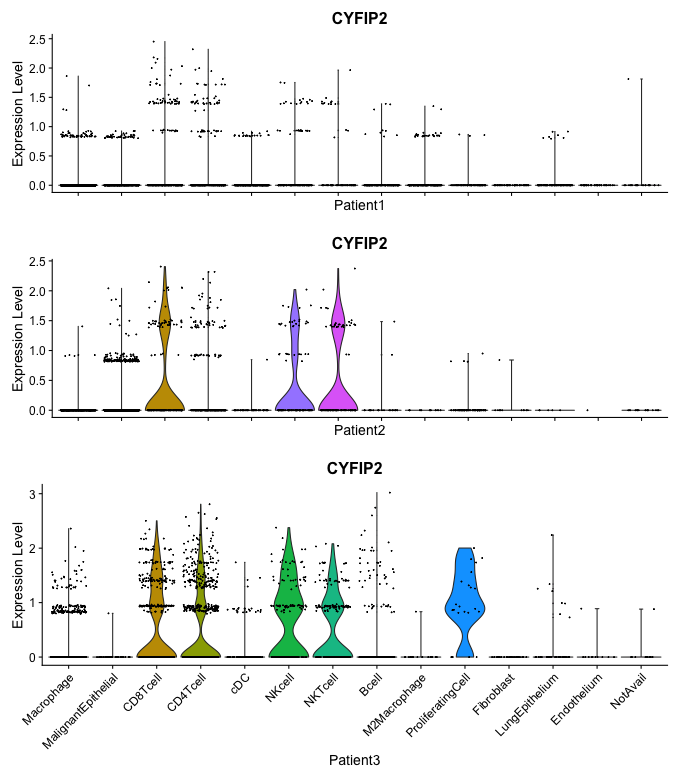 CYFIP2
Expression Level
2.5
2.0
1.5
1.0
0.5
0.0
Patient1
CYFIP2
Expression Level
2.5
2.0
1.5
1.0
0.5
0.0
Patient2
CYFIP2
Expression Level
3
2
1
0
Macrophage
MalignantEpithelial
CD8Tcell
CD4Tcell
cDC
NKcell
NKTcell
Bcell
M2Macrophage
ProliferatingCell
Fibroblast
LungEpithelium
Endothelium
NotAvail
Patient3